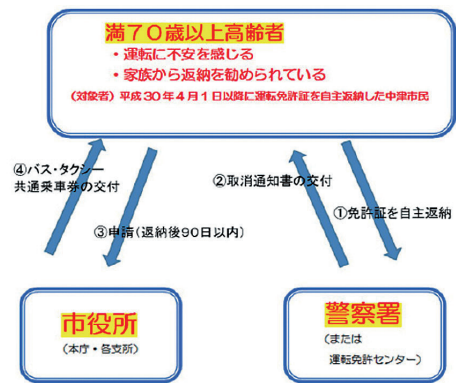 満７０歳以上高齢者
・運転に不安を感じる
・家族から返納を勧められている
（対象者）平成３０年４月１日以降に運転免許証を自主返納した中津市民
④バス・タクシー
共通乗車券の交付
②取消通知書の交付
①免許証を自主返納
③申請（返納後90日以内）
市役所
（本庁・各支所）
警察署
（または
運転免許センター）